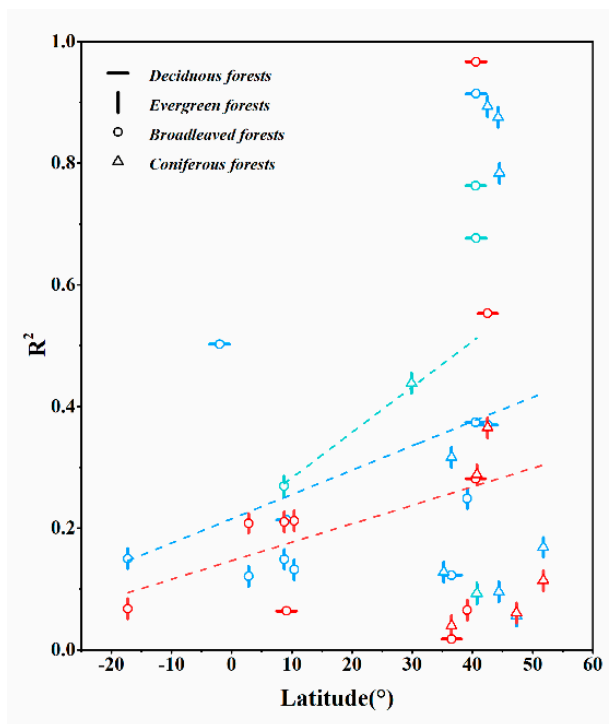 1.0
Deciduous forests
Evergreen forests
Broadleaved forests
Coniferous forests
0.8
0.6
R²
0.4
0.2
0.0
-20 -10 0 10 20 30 40 50 60
Latitude(°)